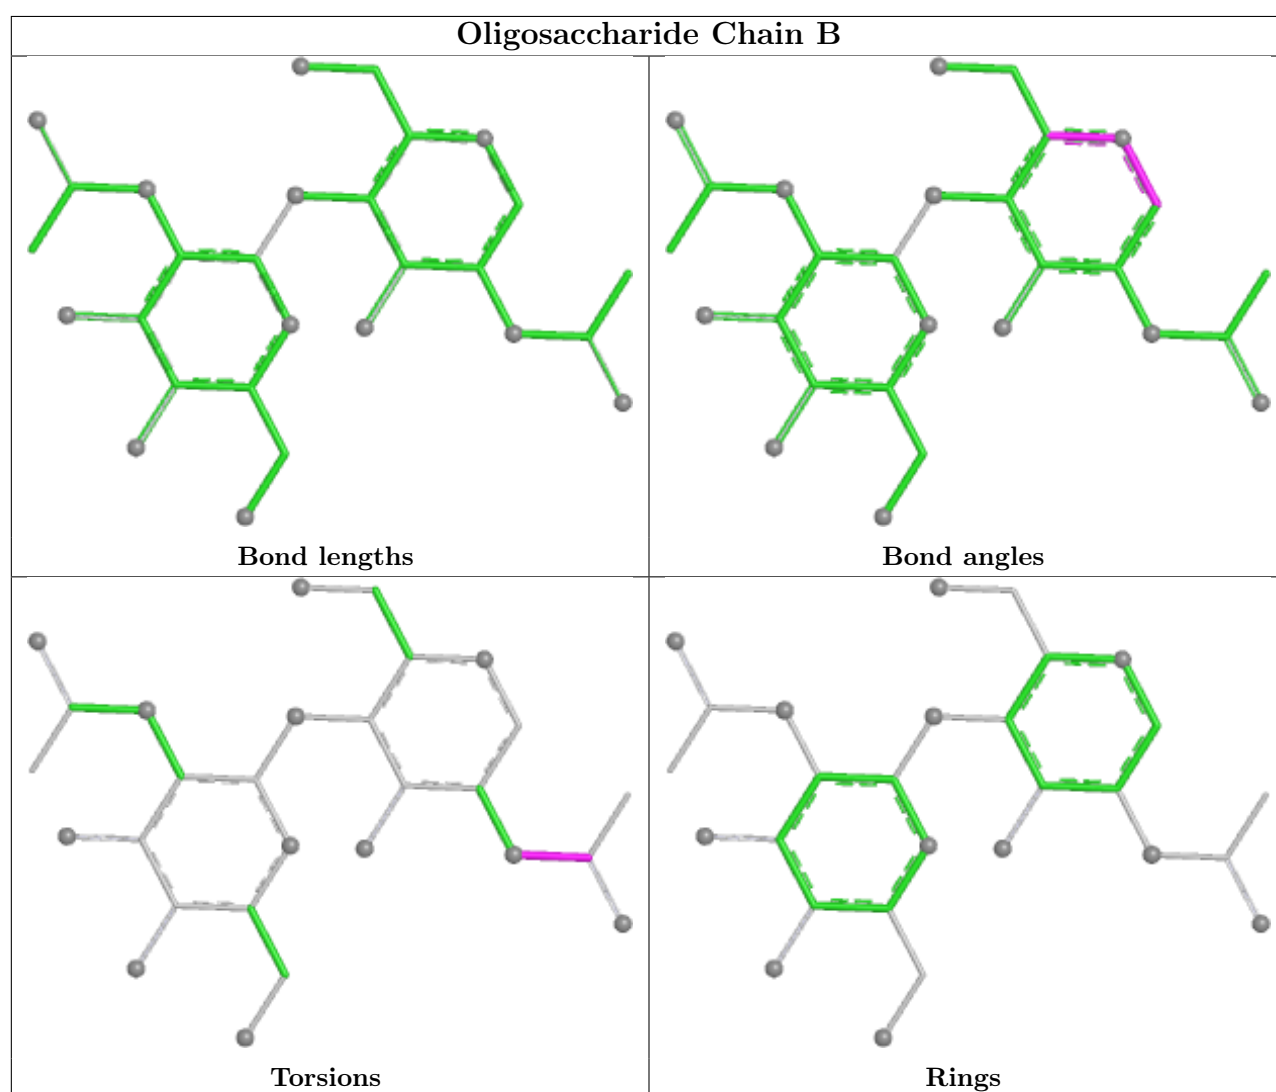 Oligosaccharide Chain B
Bond lengths
Bond angles
Torsions
Rings